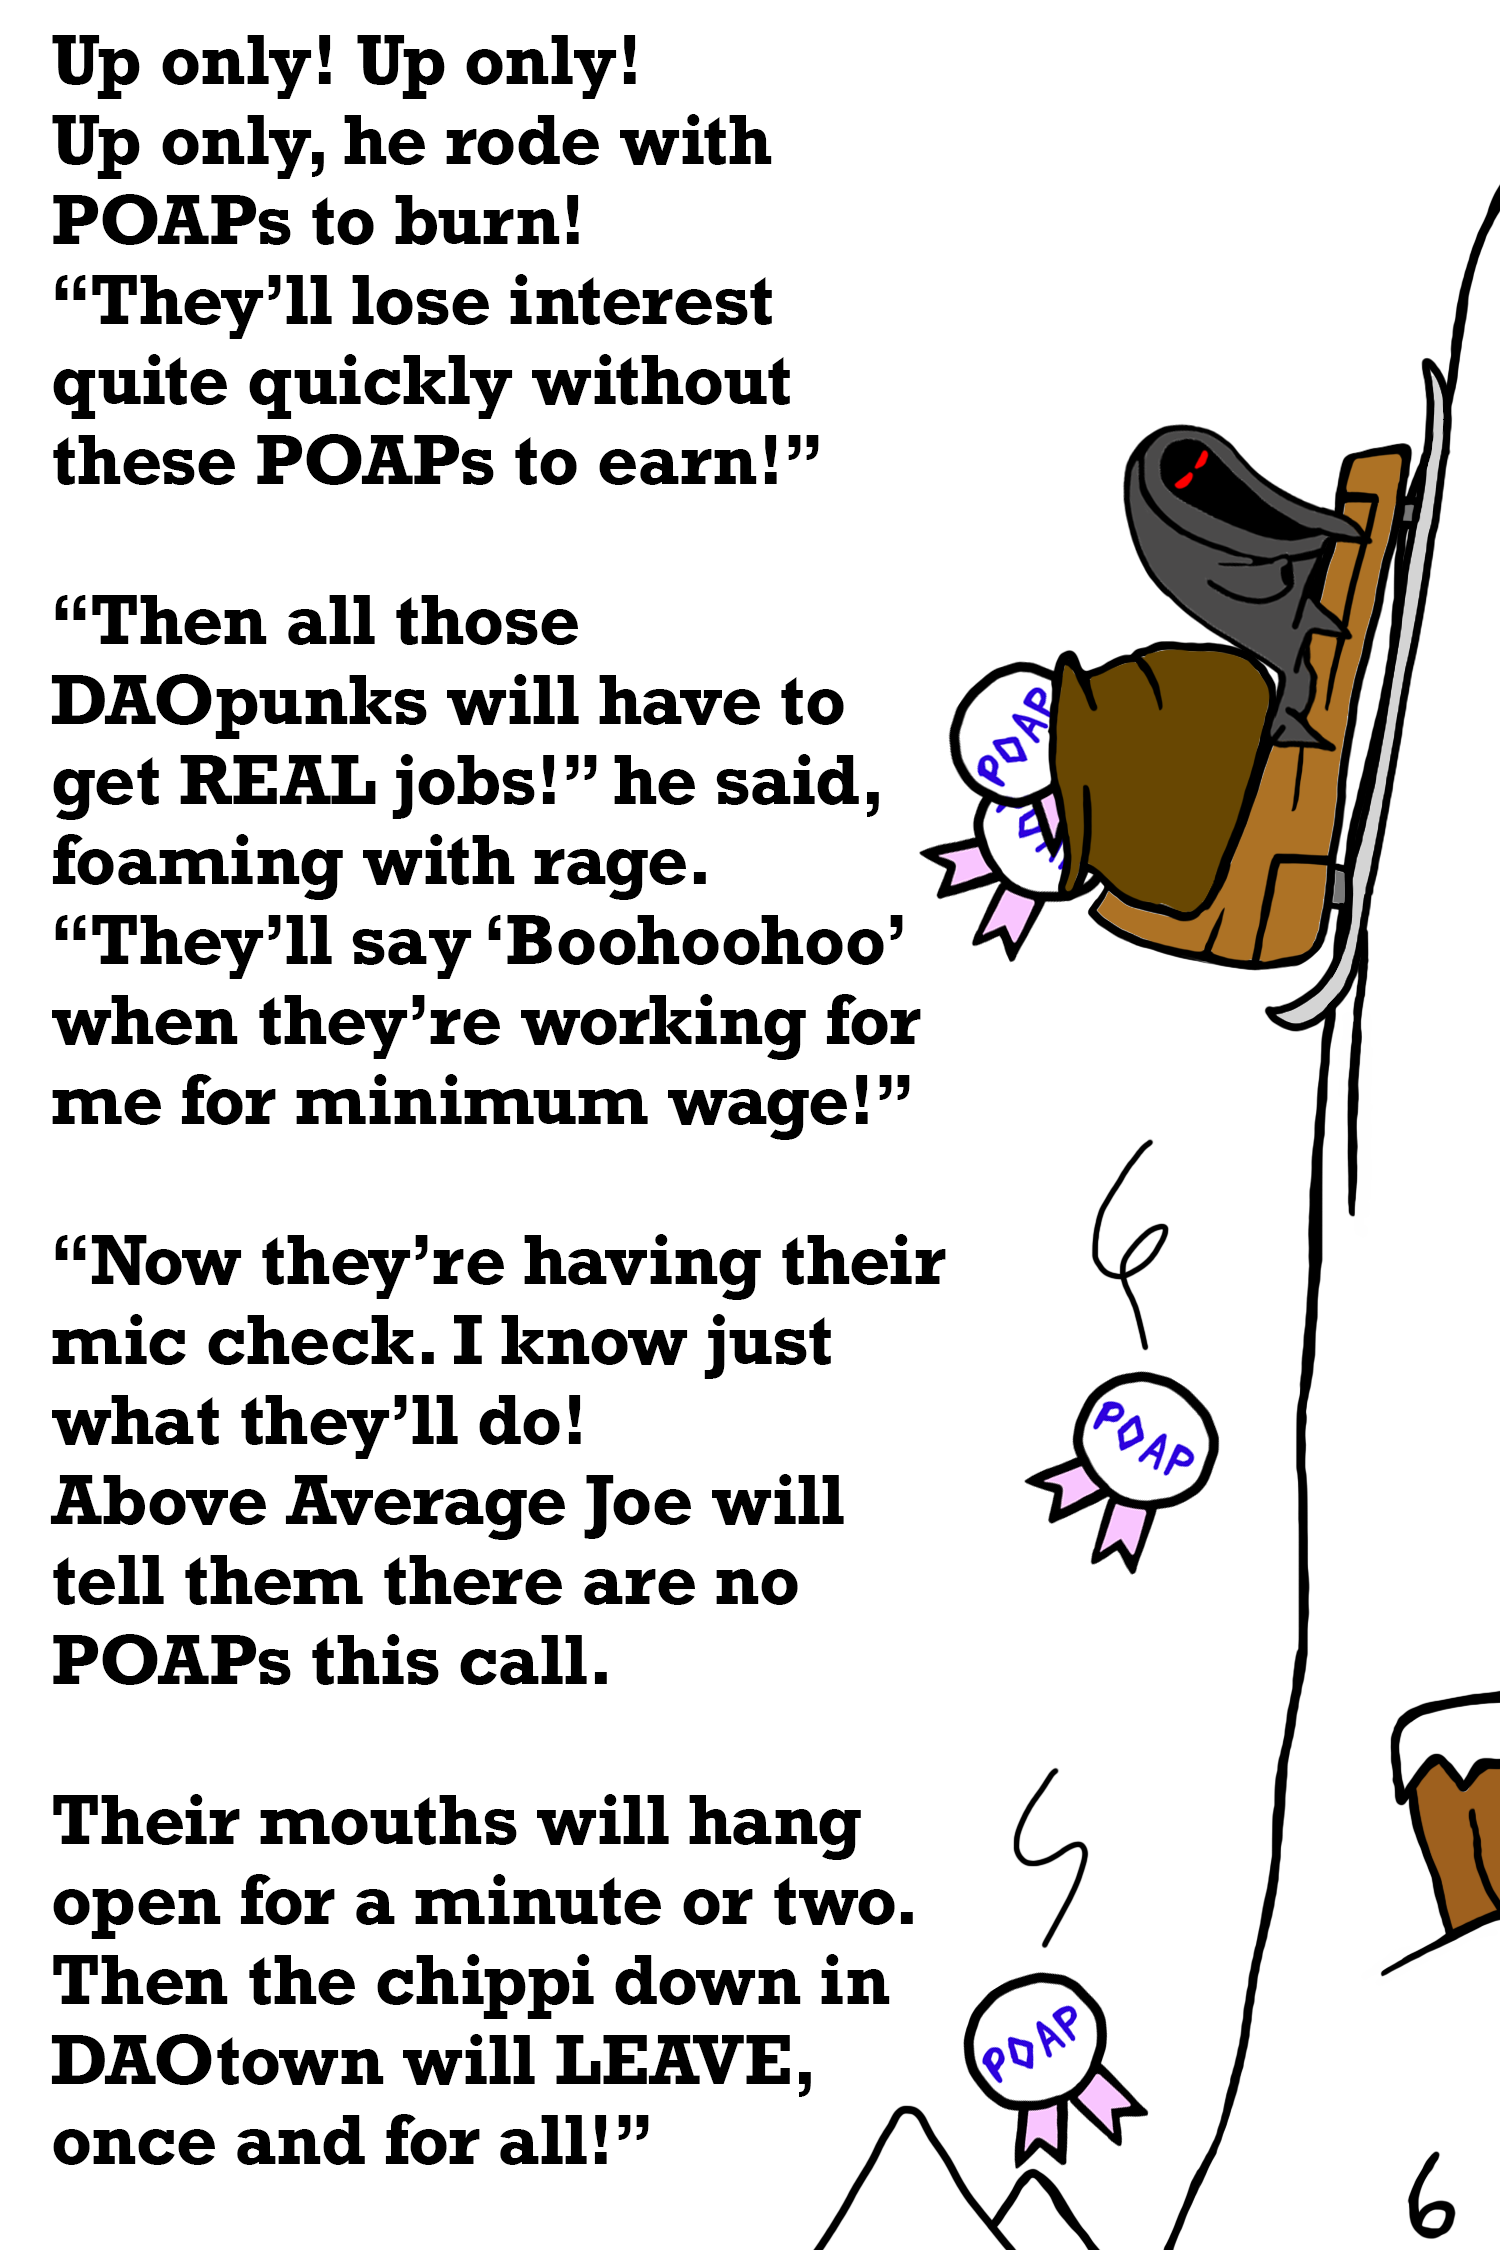 Up only! Up only!
Up only, he rode with
POAPs to burn!
“They’ll lose interest
quite quickly without
these POAPs to earn!”
“Then all those
DAOpunks will have to
get REAL jobs!” he said,
foaming with rage.
“They’ll say ‘Boohoohoo’
when they’re working for
me for minimum wage!”
“Now they’re having their
mic check. I know just
what they’ll do!
Above Average Joe will
tell them there are no
POAPs this call.
Their mouths will hang
open for a minute or two.
Then the chippi down in
DAOtown will LEAVE,
once and for all!”
POAP
POAP
POAP
POAP
6